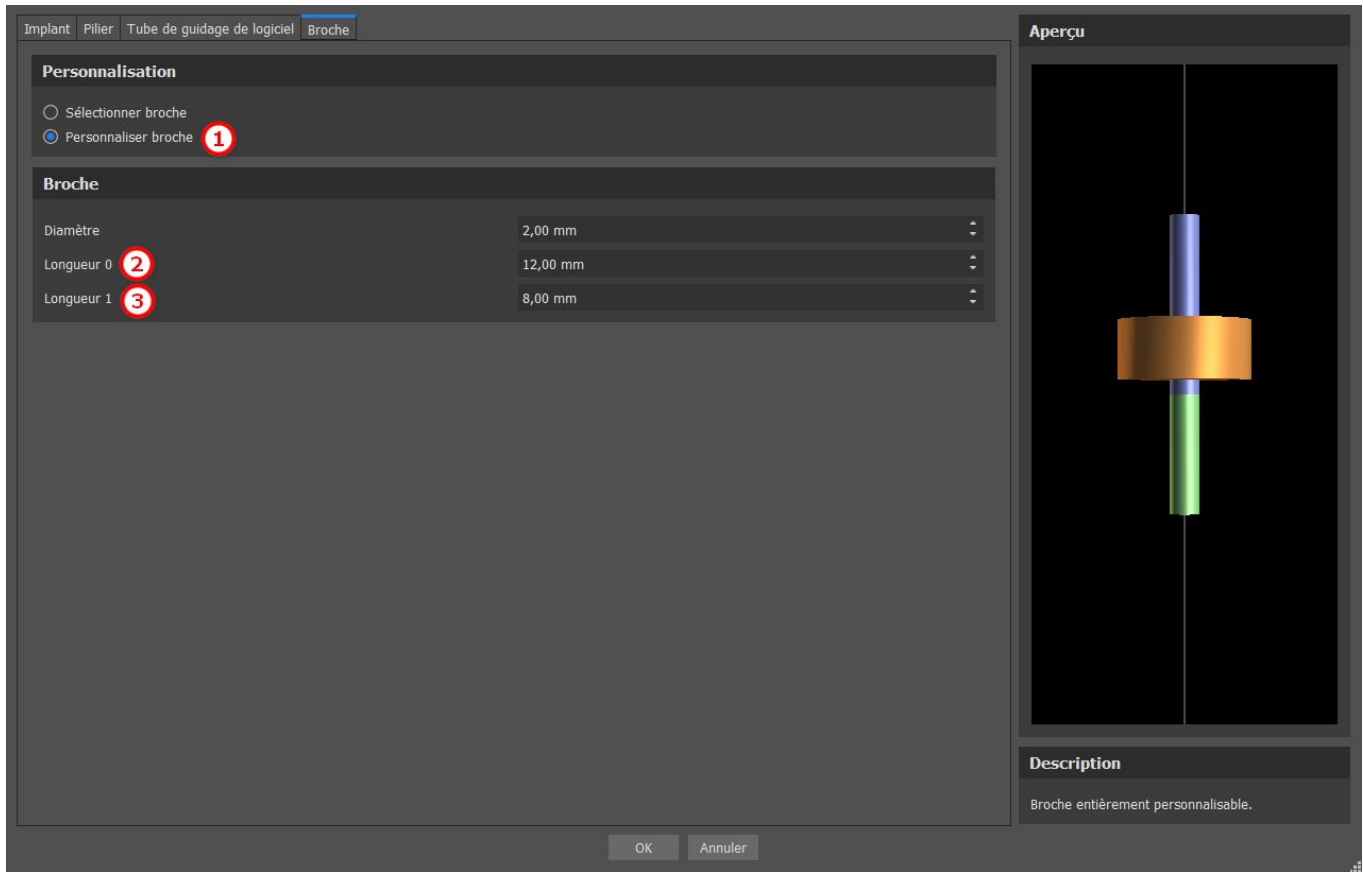 Implant Pilier Tube de guidage de logiciel Broche
Personnalisation
Sélectionner broche
Personnaliser broche 1
Broche
Diamètre 2,00 mm
Longueur 0 2 12,00 mm
Longueur 1 3 8,00 mm
Aperçu
Description
Broche entièrement personnalisable.
OK Annuler